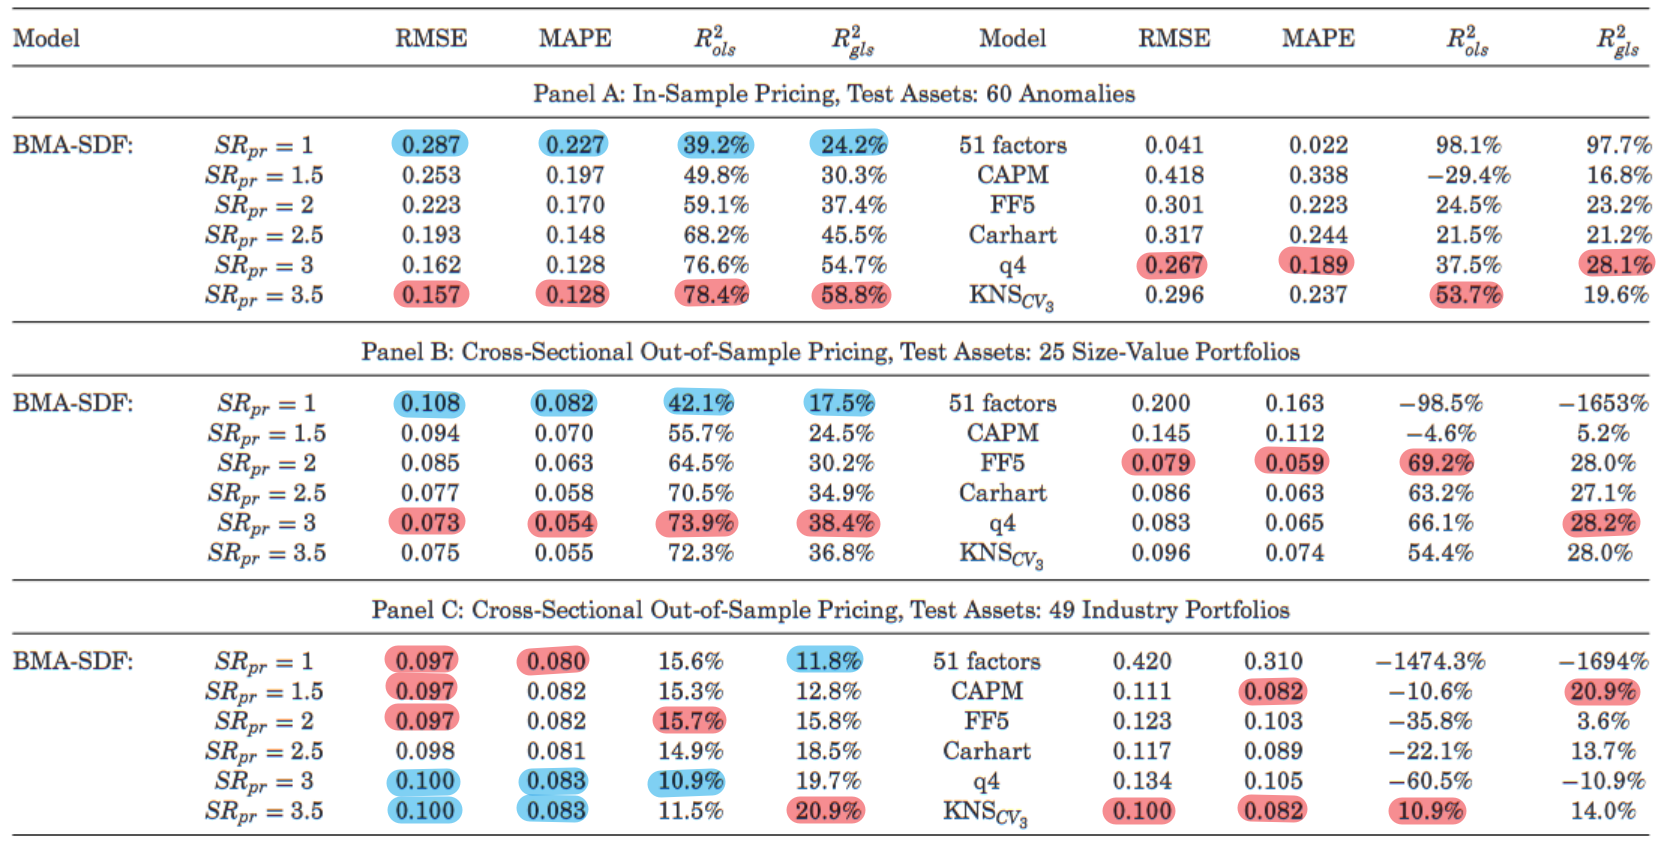 Model RMSE MAPE R²ols R²gls Model RMSE MAPE R²ols R²gls
Panel A: In-Sample Pricing, Test Assets: 60 Anomalies
BMA-SDF: SRpr = 1 0.287 0.227 39.2% 24.2% 51 factors 0.041 0.022 98.1% 97.7%
SRpr = 1.5 0.253 0.197 49.8% 30.3% CAPM 0.418 0.338 −29.4% 16.8%
SRpr = 2 0.223 0.170 59.1% 37.4% FF5 0.301 0.223 24.5% 23.2%
SRpr = 2.5 0.193 0.148 68.2% 45.5% Carhart 0.317 0.244 21.5% 21.2%
SRpr = 3 0.162 0.128 76.6% 54.7% q4 0.267 0.189 37.5% 28.1%
SRpr = 3.5 0.157 0.128 78.4% 58.8% KNSCV3 0.296 0.237 53.7% 19.6%
Panel B: Cross-Sectional Out-of-Sample Pricing, Test Assets: 25 Size-Value Portfolios
BMA-SDF: SRpr = 1 0.108 0.082 42.1% 17.5% 51 factors 0.200 0.163 −98.5% −1653%
SRpr = 1.5 0.094 0.070 55.7% 24.5% CAPM 0.145 0.112 −4.6% 5.2%
SRpr = 2 0.085 0.063 64.5% 30.2% FF5 0.079 0.059 69.2% 28.0%
SRpr = 2.5 0.077 0.058 70.5% 34.9% Carhart 0.086 0.063 63.2% 27.1%
SRpr = 3 0.073 0.054 73.9% 38.4% q4 0.083 0.065 66.1% 28.2%
SRpr = 3.5 0.075 0.055 72.3% 36.8% KNSCV3 0.096 0.074 54.4% 28.0%
Panel C: Cross-Sectional Out-of-Sample Pricing, Test Assets: 49 Industry Portfolios
BMA-SDF: SRpr = 1 0.097 0.080 15.6% 11.8% 51 factors 0.420 0.310 −1474.3% −1694%
SRpr = 1.5 0.097 0.082 15.3% 12.8% CAPM 0.111 0.082 −10.6% 20.9%
SRpr = 2 0.097 0.082 15.7% 15.8% FF5 0.123 0.103 −35.8% 3.6%
SRpr = 2.5 0.098 0.081 14.9% 18.5% Carhart 0.117 0.089 −22.1% 13.7%
SRpr = 3 0.100 0.083 10.9% 19.7% q4 0.134 0.105 −60.5% −10.9%
SRpr = 3.5 0.100 0.083 11.5% 20.9% KNSCV3 0.100 0.082 10.9% 14.0%